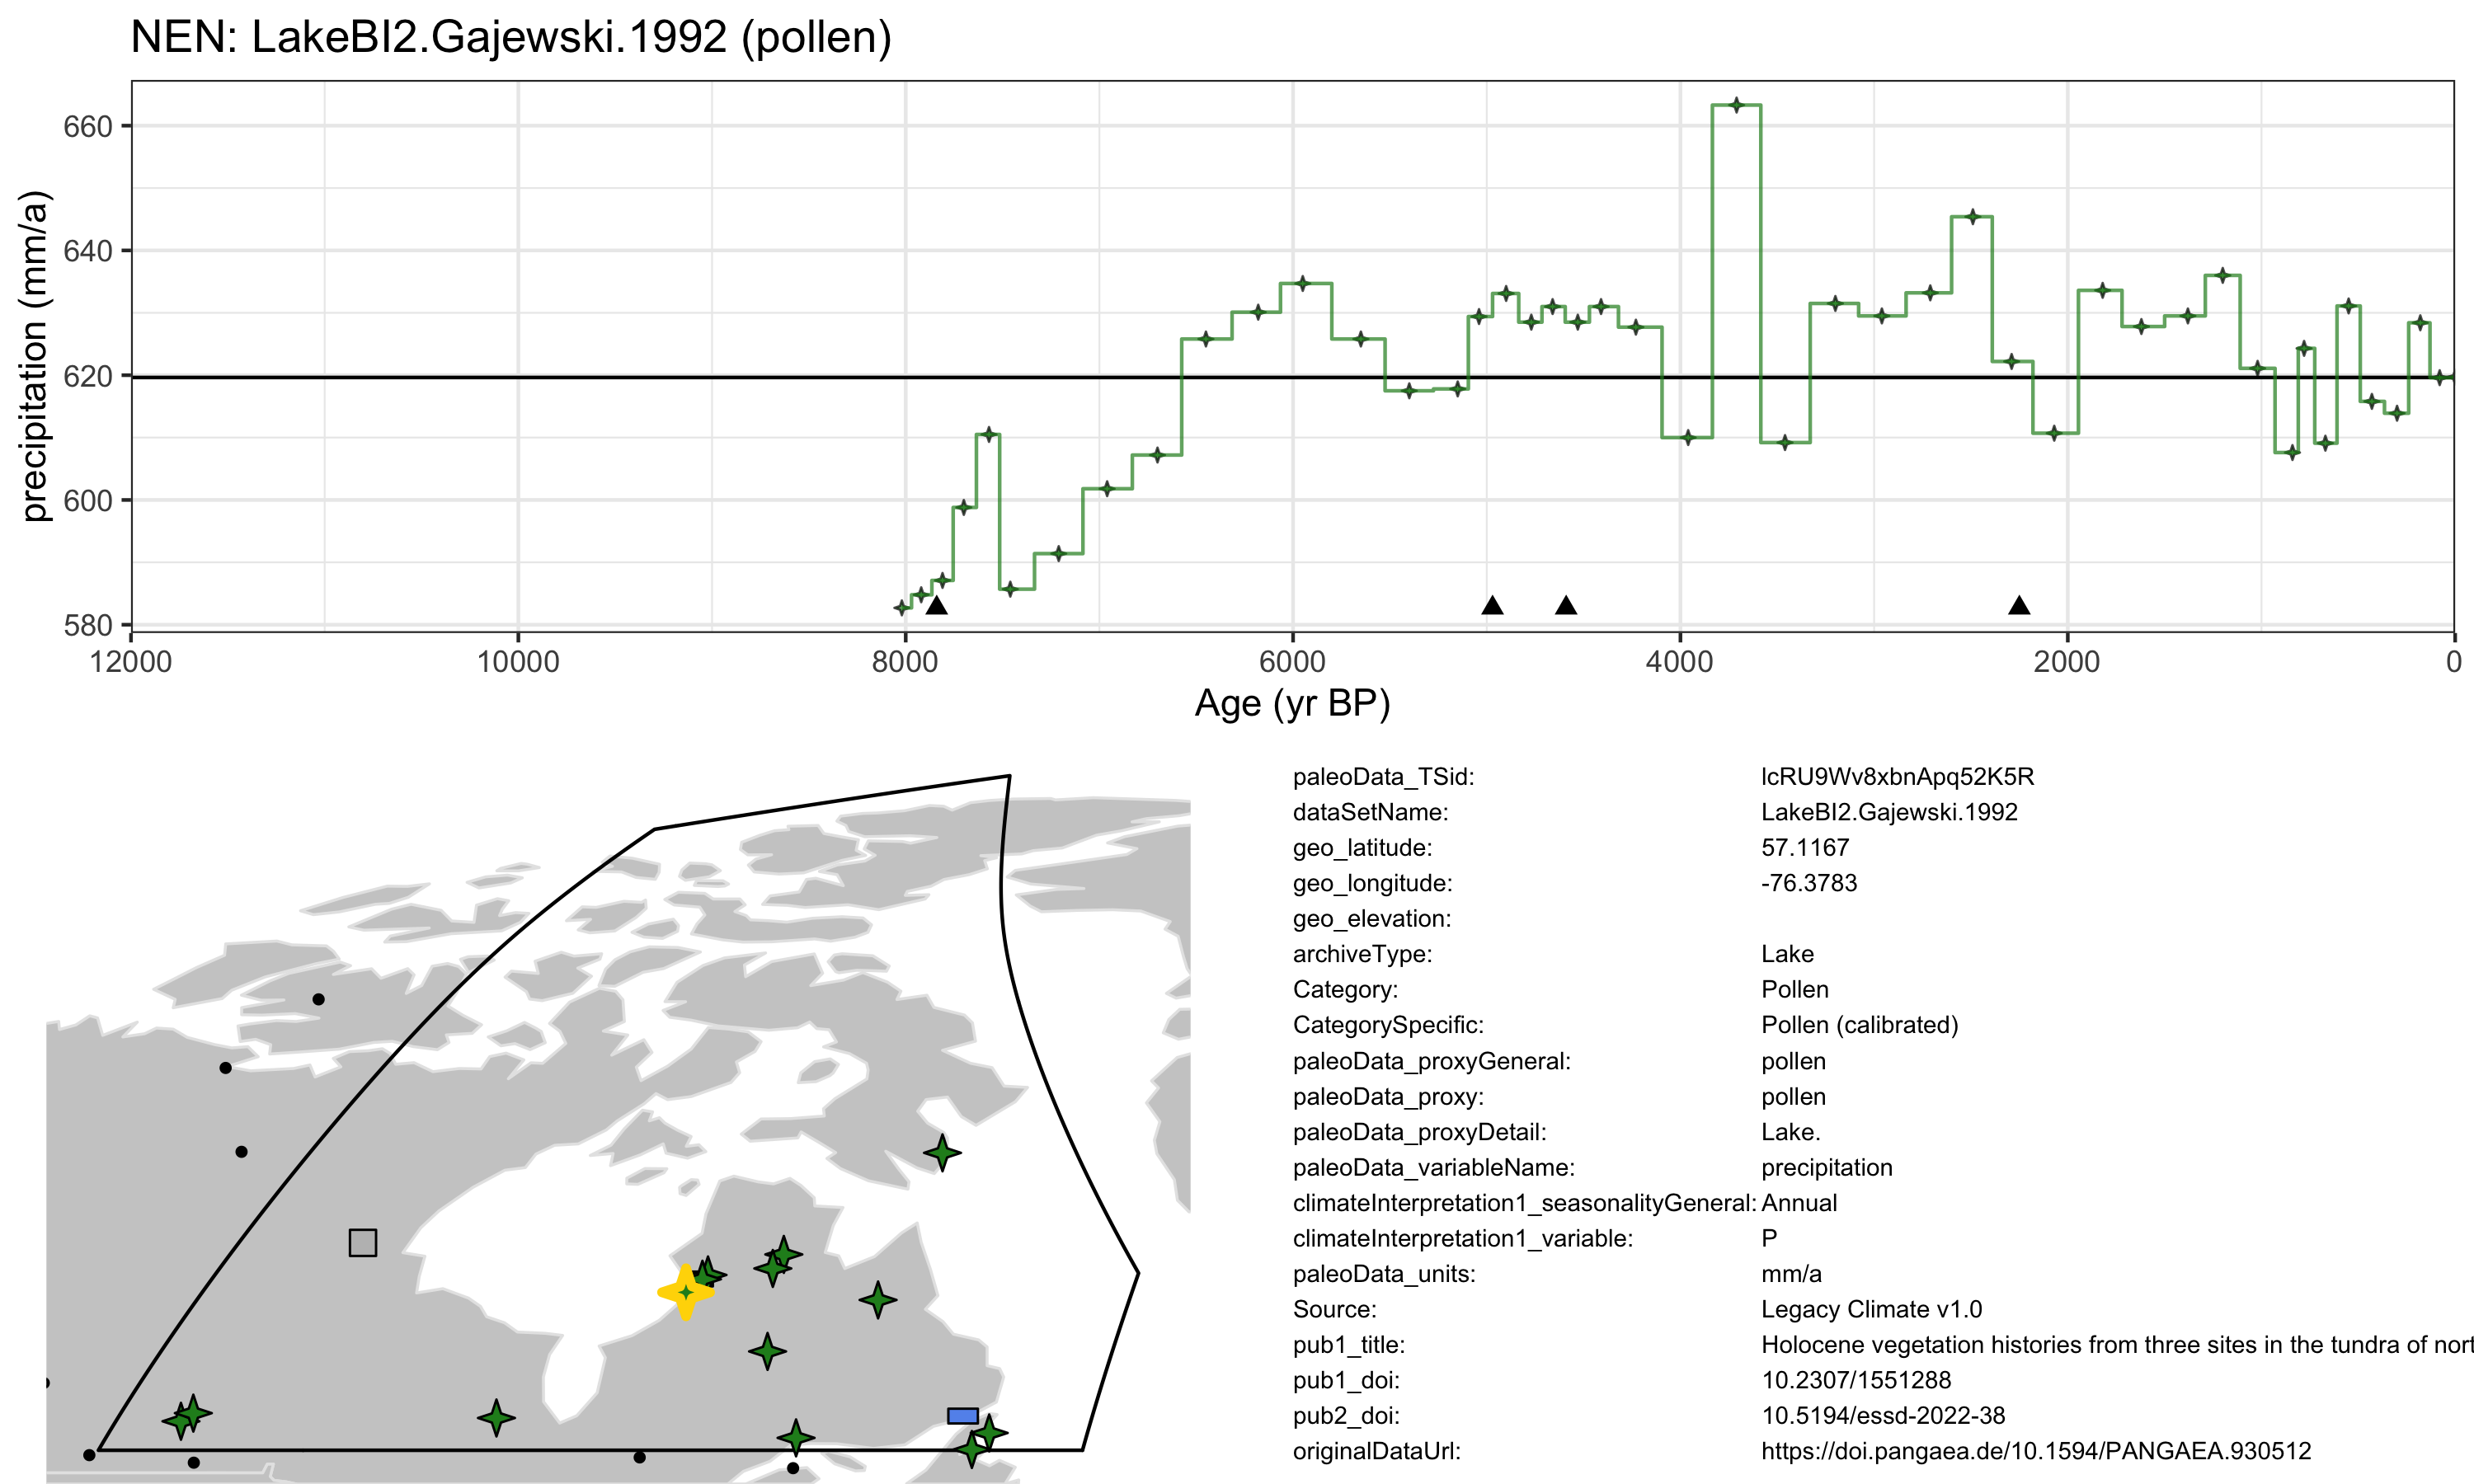 NEN: LakeBI2.Gajewski.1992 (pollen)
precipitation (mm/a)
660
640
620
600
580
12000 10000 8000 6000 4000 2000 0
Age (yr BP)
paleoData_TSid: lcRU9Wv8xbnApq52K5R
dataSetName: LakeBI2.Gajewski.1992
geo_latitude: 57.1167
geo_longitude: -76.3783
geo_elevation:
archiveType: Lake
Category: Pollen
CategorySpecific: Pollen (calibrated)
paleoData_proxyGeneral: pollen
paleoData_proxy: pollen
paleoData_proxyDetail: Lake.
paleoData_variableName: precipitation
climateInterpretation1_seasonalityGeneral: Annual
climateInterpretation1_variable: P
paleoData_units: mm/a
Source: Legacy Climate v1.0
pub1_title: Holocene vegetation histories from three sites in the tundra of nort
pub1_doi: 10.2307/1551288
pub2_doi: 10.5194/essd-2022-38
originalDataUrl: https://doi.pangaea.de/10.1594/PANGAEA.930512